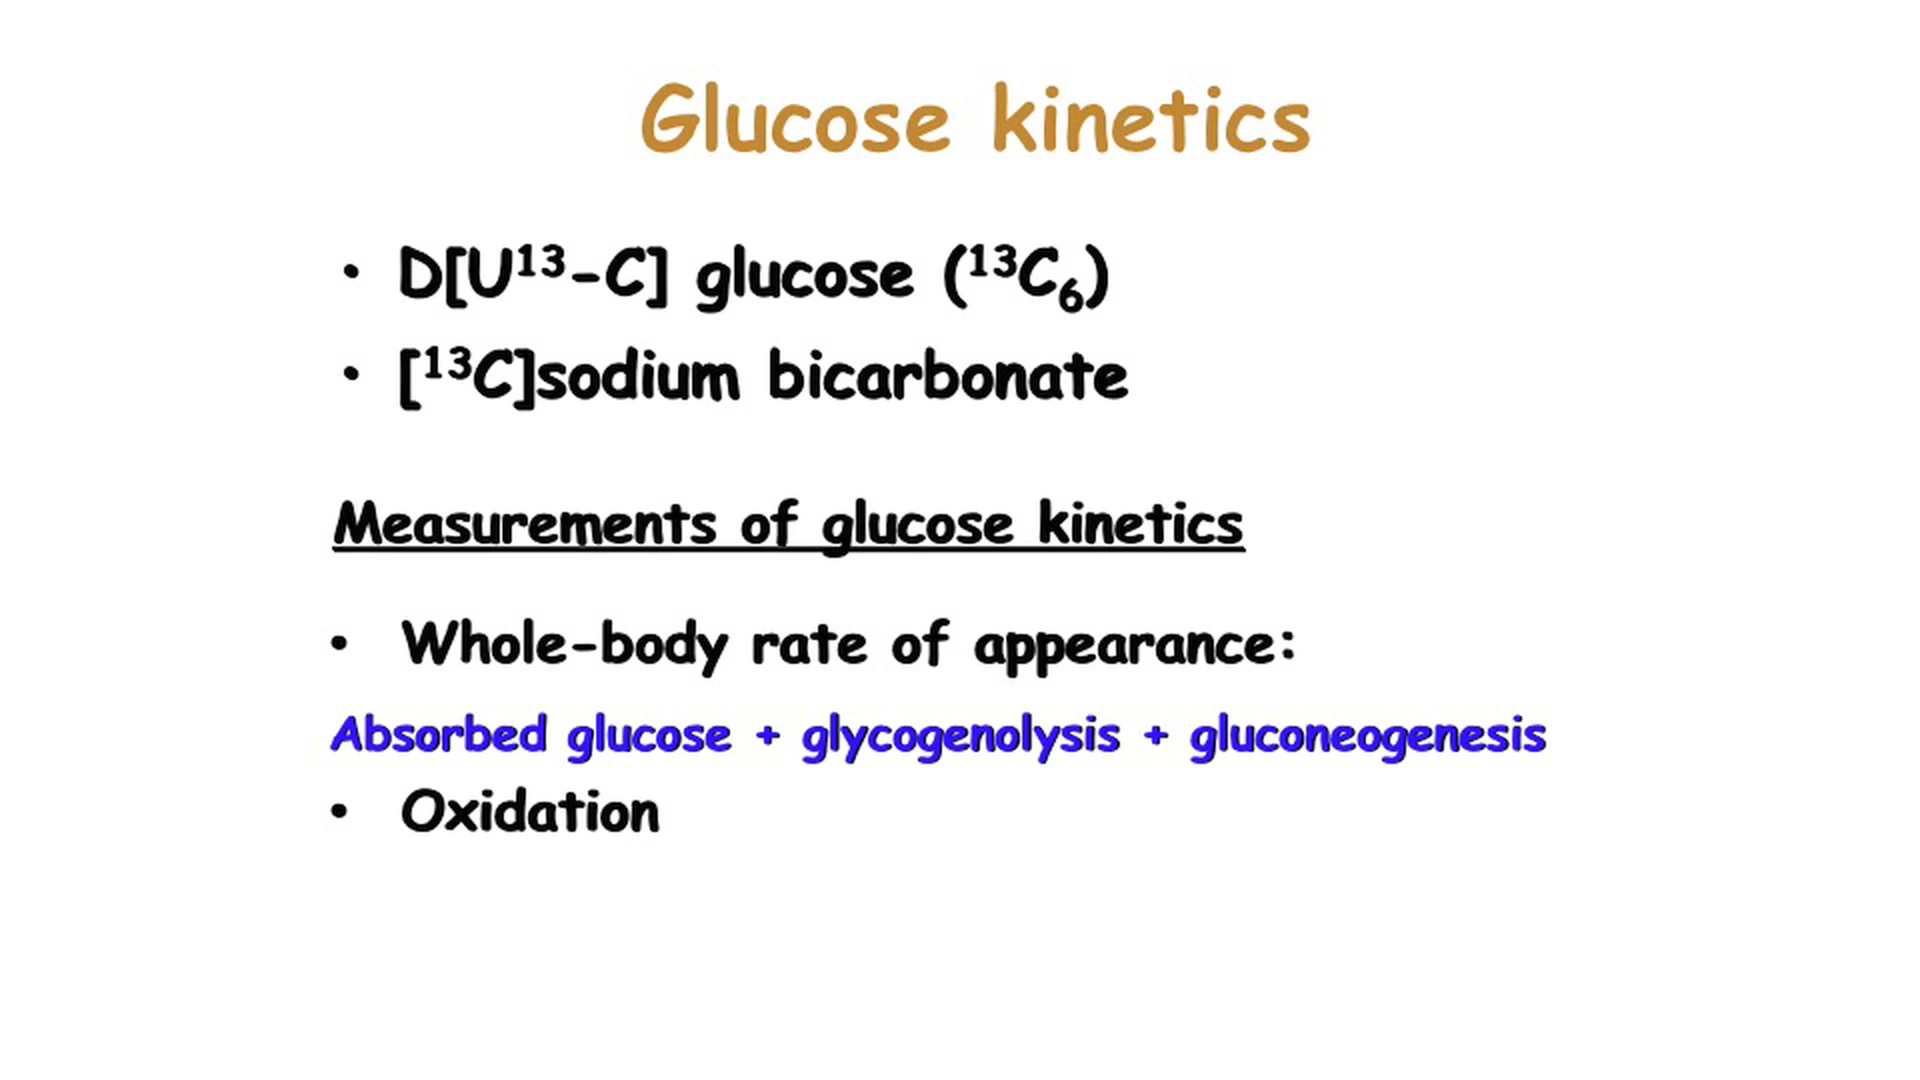 Glucose kinetics
• D[U¹³-C] glucose (¹³C₆)
• [¹³C]sodium bicarbonate
Measurements of glucose kinetics
• Whole-body rate of appearance:
Absorbed glucose + glycogenolysis + gluconeogenesis
• Oxidation